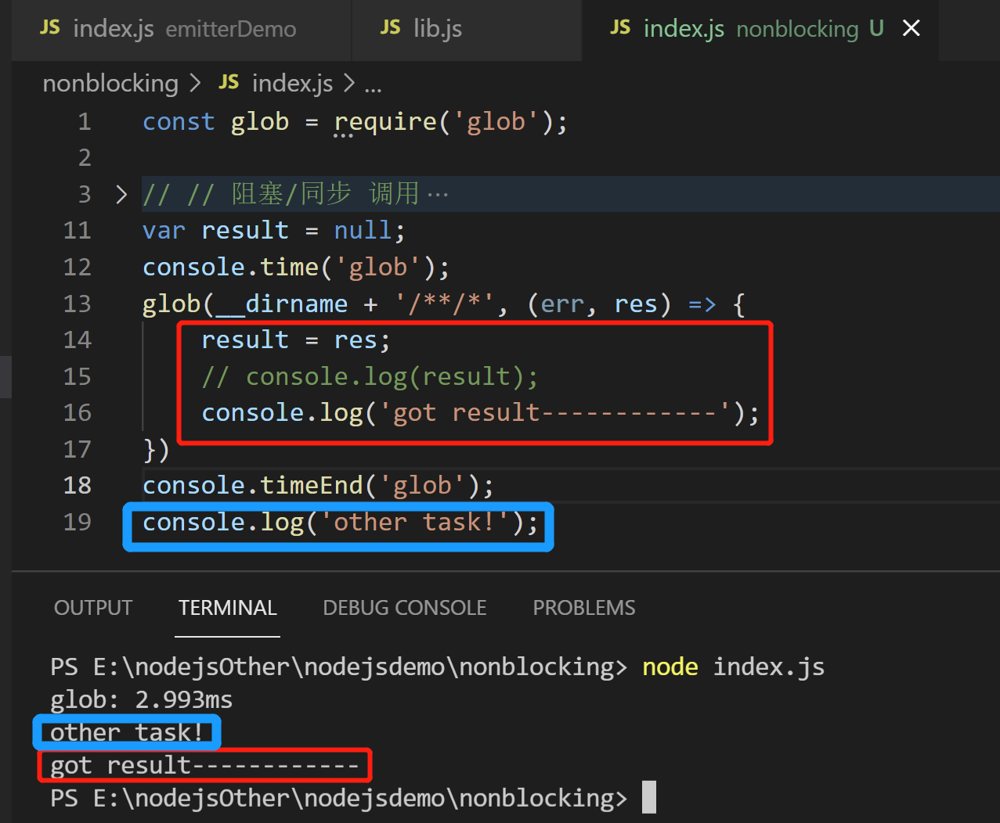 JS index.js emitterDemo JS lib.js JS index.js nonblocking U
nonblocking > JS index.js > ...
1 const glob = require('glob');
2
3 // // 阻塞/同步 调用…
11 var result = null;
12 console.time('glob');
13 glob(__dirname + '/**/*', (err, res) => {
14 result = res;
15 // console.log(result);
16 console.log('got result------------');
17 })
18 console.timeEnd('glob');
19 console.log('other task!');
OUTPUT TERMINAL DEBUG CONSOLE PROBLEMS
PS E:\nodejsOther\nodejsdemo\nonblocking> node index.js
glob: 2.993ms
other task!
got result------------
PS E:\nodejsOther\nodejsdemo\nonblocking>